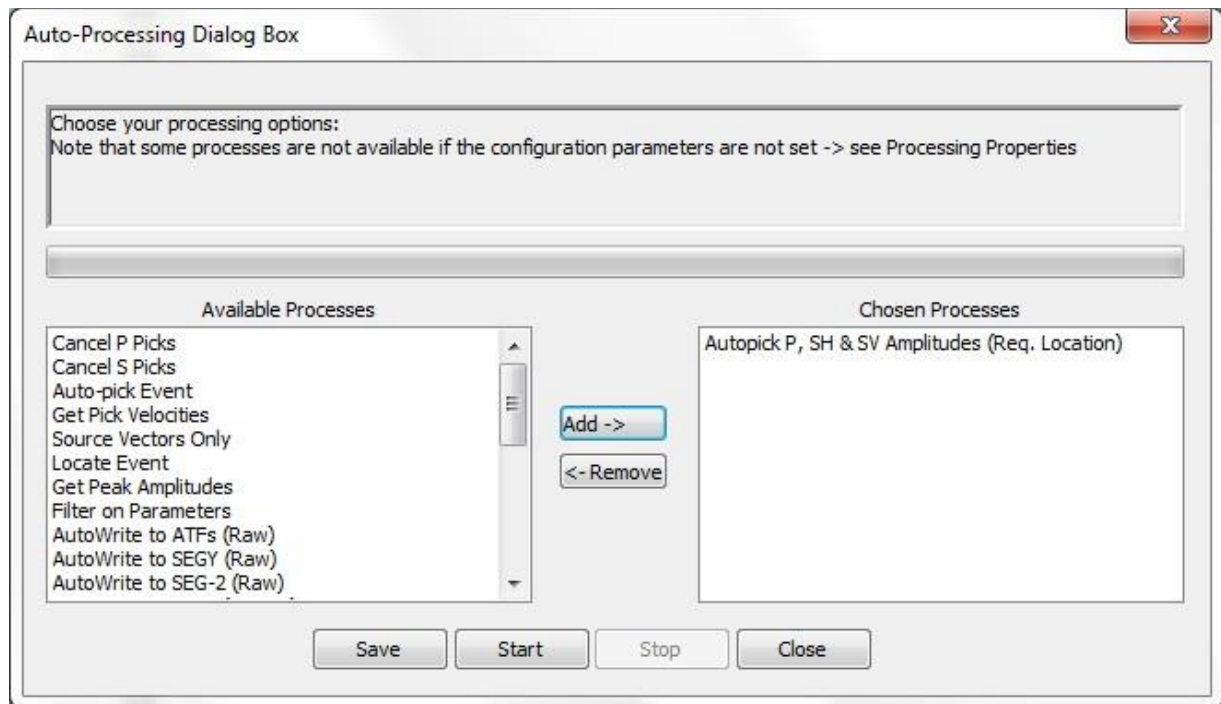 Auto-Processing Dialog Box
Choose your processing options:
Note that some processes are not available if the configuration parameters are not set -> see Processing Properties
Available Processes
Cancel P Picks
Cancel S Picks
Auto-pick Event
Get Pick Velocities
Source Vectors Only
Locate Event
Get Peak Amplitudes
Filter on Parameters
AutoWrite to ATFs (Raw)
AutoWrite to SEGY (Raw)
AutoWrite to SEG-2 (Raw)
Add ->
<- Remove
Chosen Processes
Autopick P, SH & SV Amplitudes (Req. Location)
Save
Start
Stop
Close